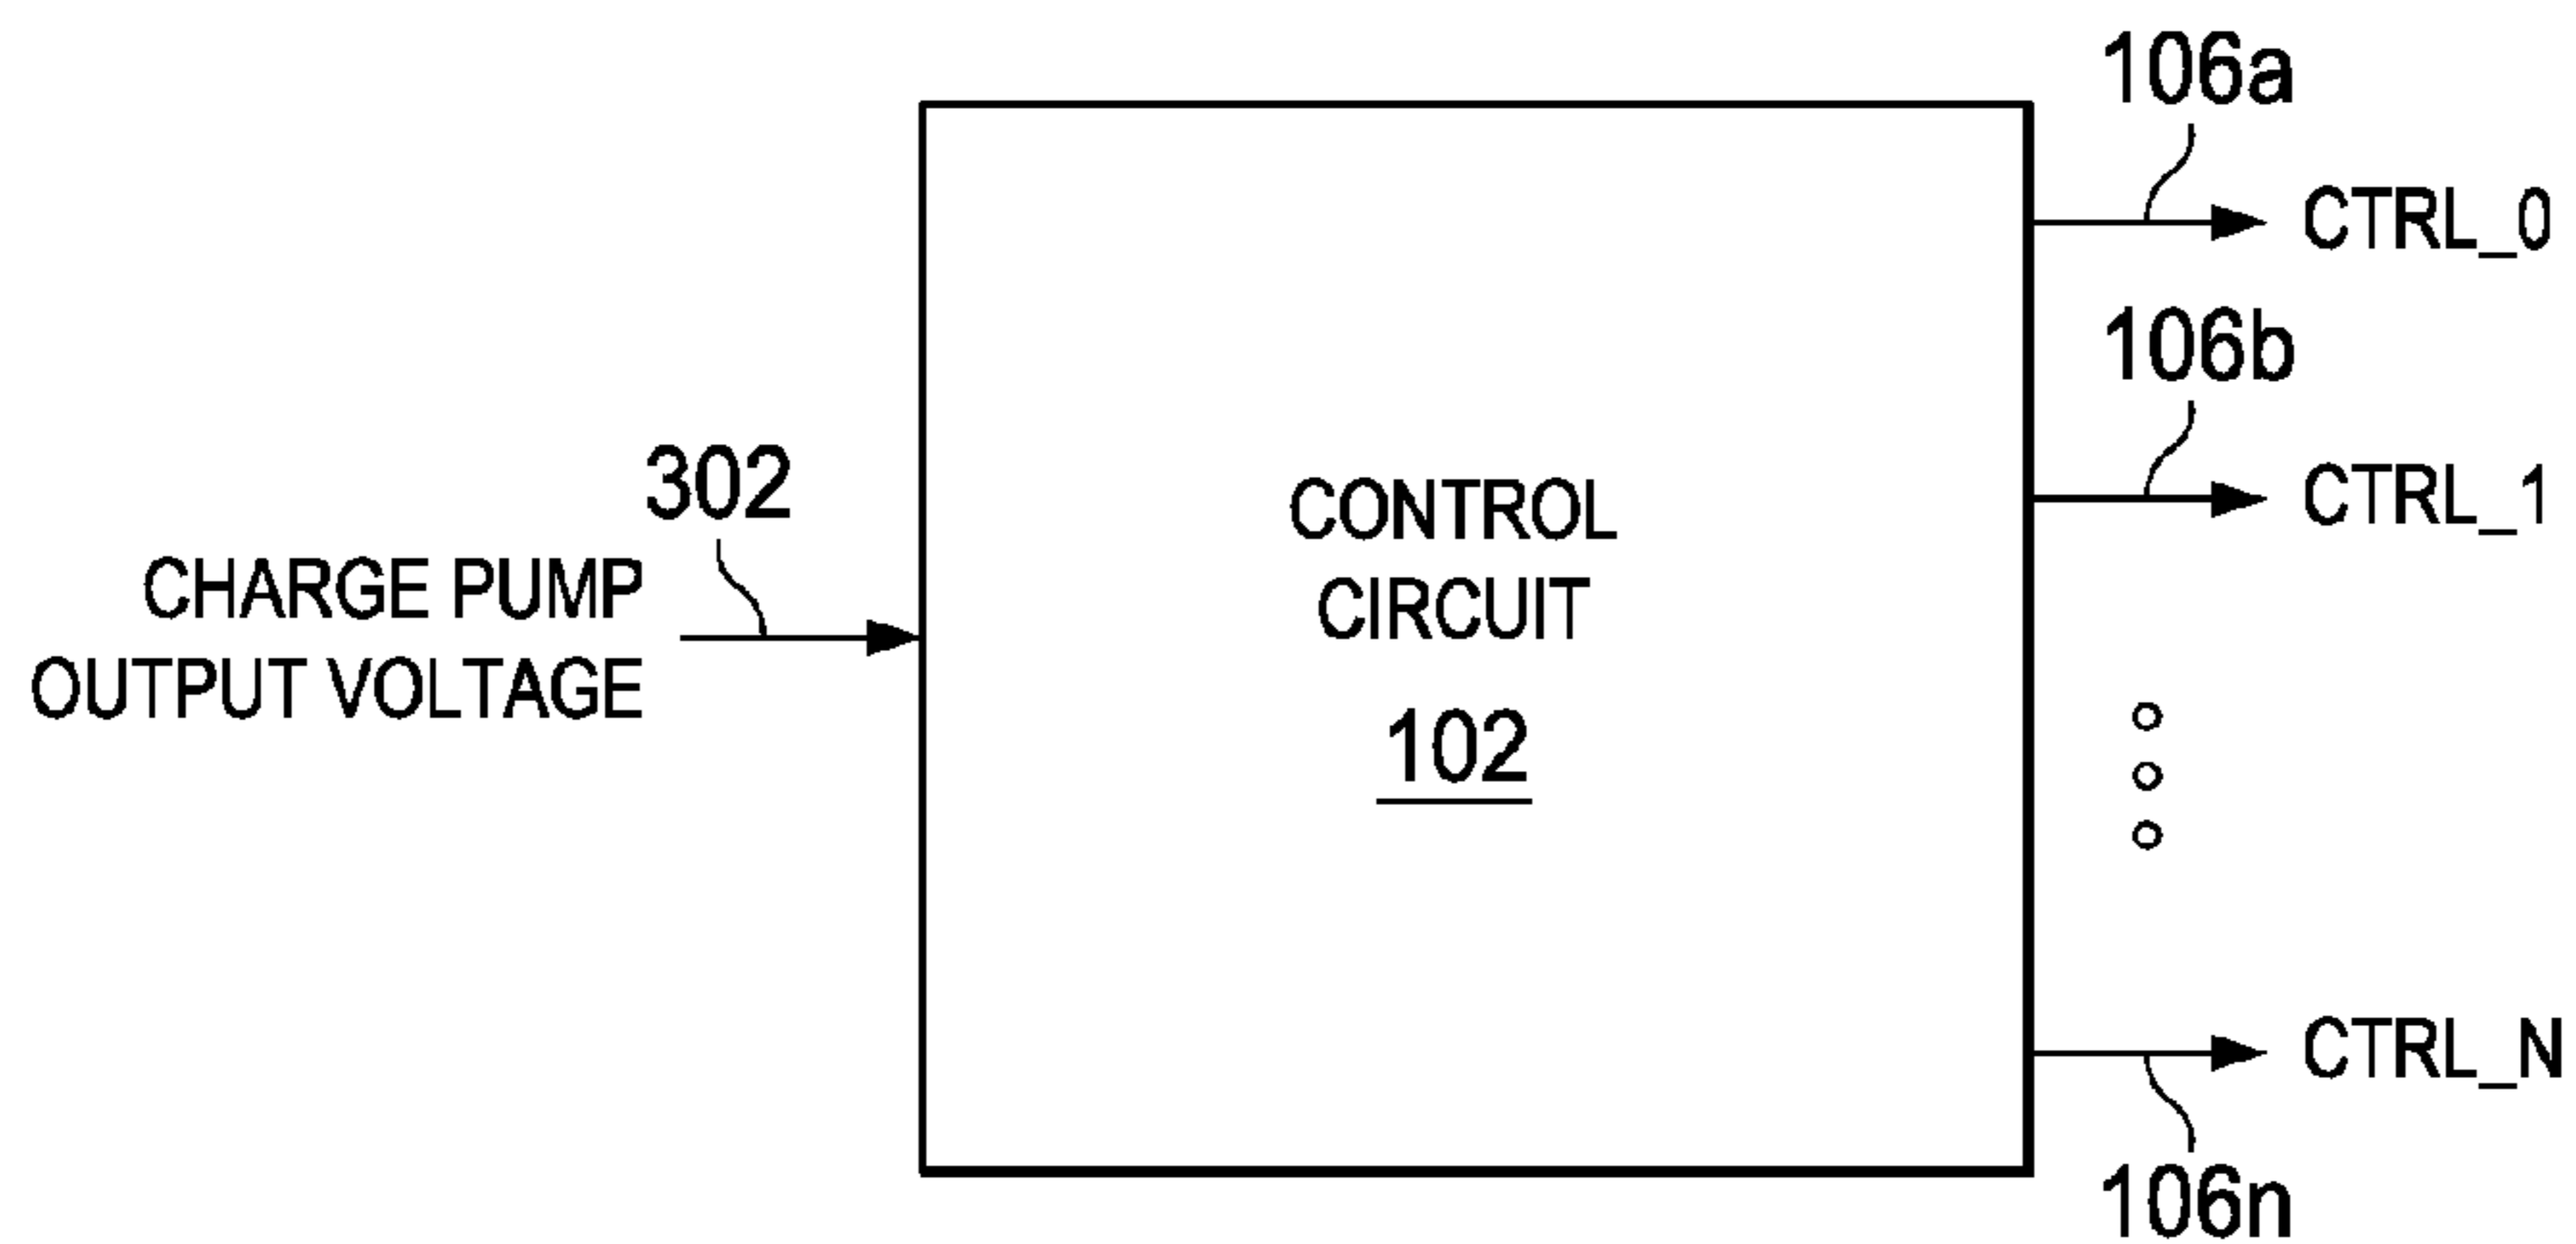 106a
CTRL_0
106b
CTRL_1
302
CHARGE PUMP
OUTPUT VOLTAGE
CONTROL
CIRCUIT
102
CTRL_N
106n